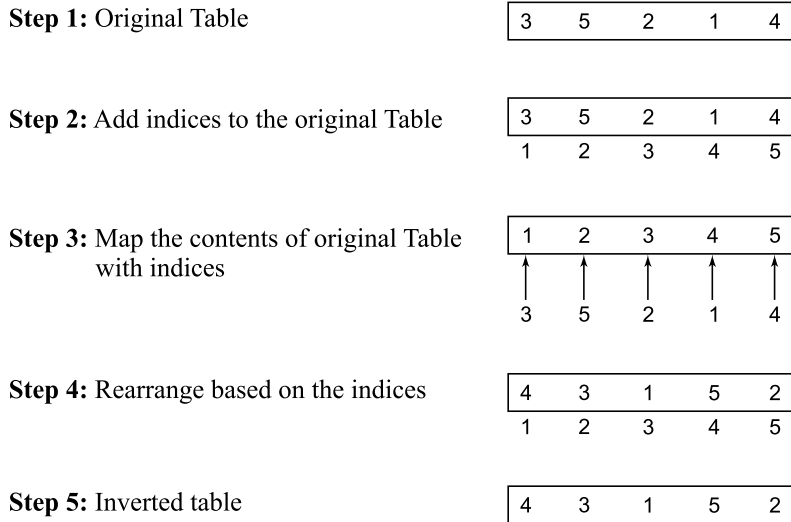 Step 1: Original Table 3 5 2 1 4
Step 2: Add indices to the original Table 3 5 2 1 4
1 2 3 4 5
Step 3: Map the contents of original Table 1 2 3 4 5
with indices
3 5 2 1 4
Step 4: Rearrange based on the indices 4 3 1 5 2
1 2 3 4 5
Step 5: Inverted table 4 3 1 5 2